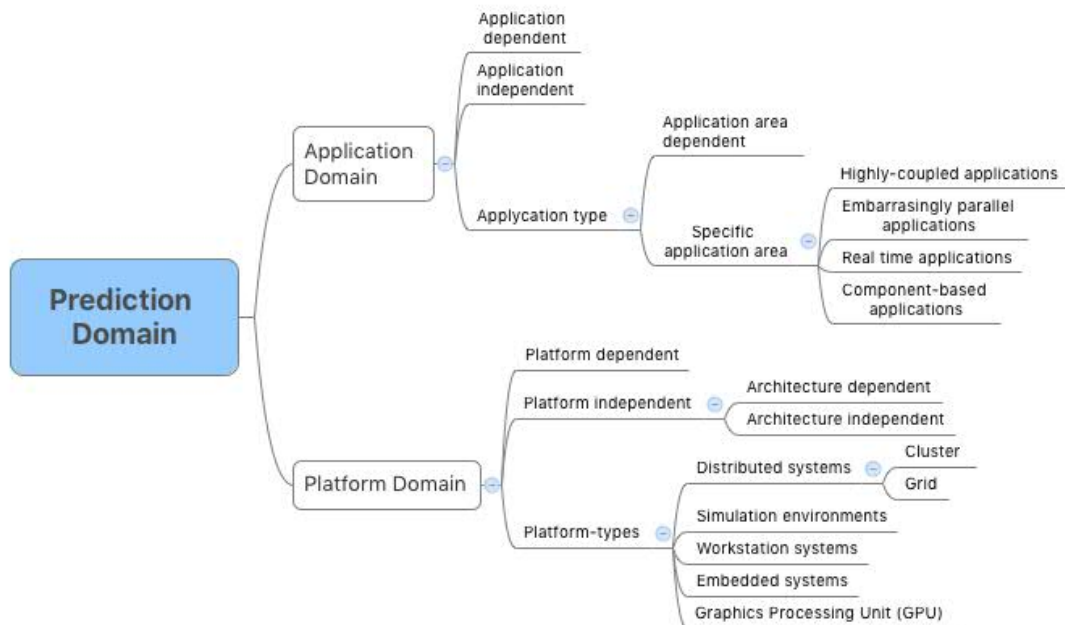 Prediction
Domain
Application
Domain
Application
dependent
Application
independent
Applycation type
Application area
dependent
Specific
application area
Highly-coupled applications
Embarrasingly parallel
applications
Real time applications
Component-based
applications
Platform Domain
Platform dependent
Platform independent
Architecture dependent
Architecture independent
Platform-types
Distributed systems
Cluster
Grid
Simulation environments
Workstation systems
Embedded systems
Graphics Processing Unit (GPU)